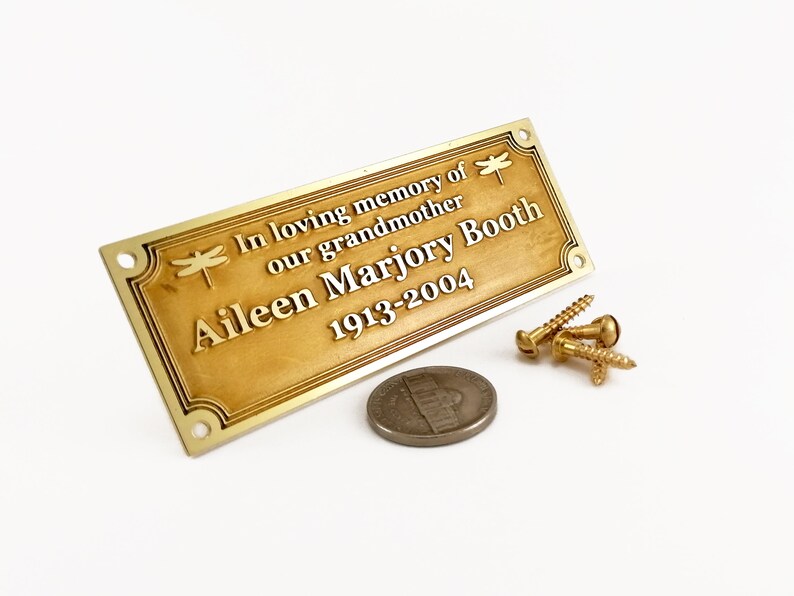 In loving memory of
our grandmother
Aileen Marjory Booth
1913-2004